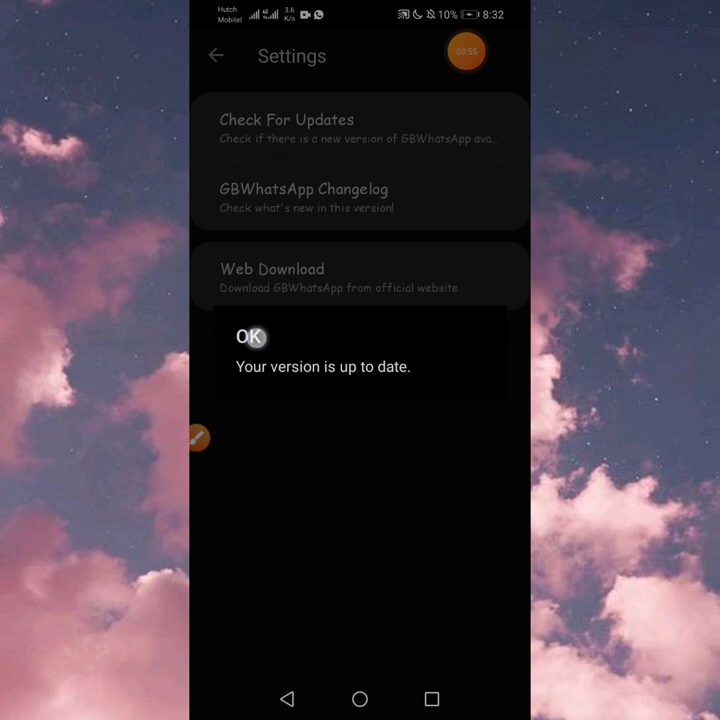 Hutch
Mobitel
4G
3.6
K/s
10%
8:32
Settings
03:55
Check For Updates
Check if there is a new version of GBWhatsApp ava...
GBWhatsApp Changelog
Check what's new in this version!
Web Download
Download GBWhatsApp from official website
OK
Your version is up to date.